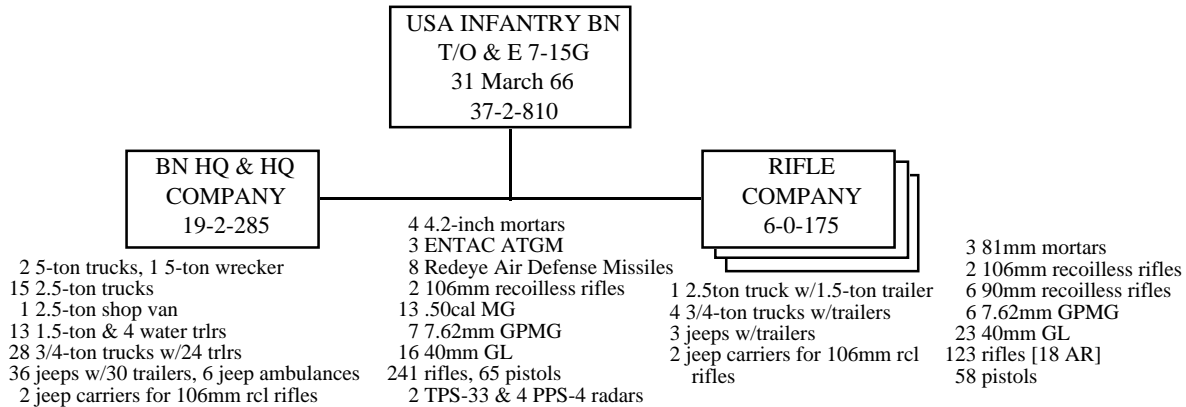 USA INFANTRY BN
T/O & E 7-15G
31 March 66
37-2-810
BN HQ & HQ
COMPANY
19-2-285
RIFLE
COMPANY
6-0-175
2 5-ton trucks, 1 5-ton wrecker
15 2.5-ton trucks
1 2.5-ton shop van
13 1.5-ton & 4 water trlrs
28 3/4-ton trucks w/24 trlrs
36 jeeps w/30 trailers, 6 jeep ambulances
2 jeep carriers for 106mm rcl rifles
4 4.2-inch mortars
3 ENTAC ATGM
8 Redeye Air Defense Missiles
2 106mm recoilless rifles
13 .50cal MG
7 7.62mm GPMG
16 40mm GL
241 rifles, 65 pistols
2 TPS-33 & 4 PPS-4 radars
1 2.5ton truck w/1.5-ton trailer
4 3/4-ton trucks w/trailers
3 jeeps w/trailers
2 jeep carriers for 106mm rcl
rifles
3 81mm mortars
2 106mm recoilless rifles
6 90mm recoilless rifles
6 7.62mm GPMG
23 40mm GL
123 rifles [18 AR]
58 pistols